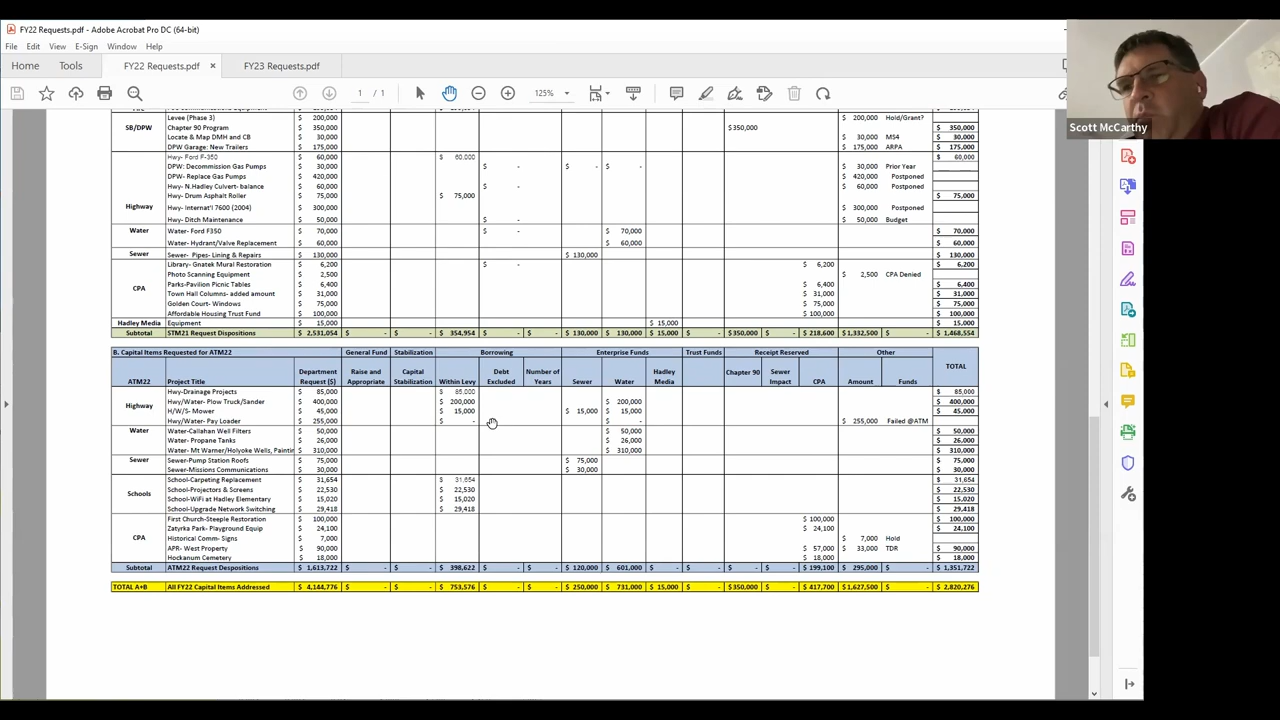 FY22 Requests.pdf - Adobe Acrobat Pro DC (64-bit)
File Edit View E-Sign Window Help
Home Tools FY22 Requests.pdf × FY23 Requests.pdf
1 / 1 125%
Scott McCarthy
Levee (Phase 3) $ 200,000 $ 200,000 Hold/Grant?
SB/DPW Chapter 90 Program $ 350,000 $350,000 $ 350,000
Locate & Map DMH and CB $ 30,000 $ 30,000 MS4 $ 30,000
DPW Garage: New Trailers $ 175,000 $ 175,000 ARPA $ 175,000
Hwy- Ford F-350 $ 60,000 $ 60,000 $ 60,000
DPW: Decommission Gas Pumps $ 30,000 $ - $ - $ - $ 30,000 Prior Year
DPW- Replace Gas Pumps $ 420,000 $ 420,000 Postponed
Hwy- N.Hadley Culvert- balance $ 60,000 $ - $ 60,000 Postponed
Hwy- Drum Asphalt Roller $ 75,000 $ 75,000 $ 75,000
Highway Hwy- Internat'l 7600 (2004) $ 300,000 $ 300,000 Postponed
Hwy- Ditch Maintenance $ 50,000 $ - $ 50,000 Budget
Water Water- Ford F350 $ 70,000 $ - $ 70,000 $ 70,000
Water- Hydrant/Valve Replacement $ 60,000 $ 60,000 $ 60,000
Sewer Sewer- Pipes- Lining & Repairs $ 130,000 $ 130,000 $ 130,000
Library- Gnatek Mural Restoration $ 6,200 $ - $ 6,200 $ 6,200
Photo Scanning Equipment $ 2,500 $ 2,500 CPA Denied
CPA Parks-Pavilion Picnic Tables $ 6,400 $ 6,400 $ 6,400
Town Hall Columns- added amount $ 31,000 $ 31,000 $ 31,000
Golden Court- Windows $ 75,000 $ 75,000 $ 75,000
Affordable Housing Trust Fund $ 100,000 $ 100,000 $ 100,000
Hadley Media Equipment $ 15,000 $ 15,000 $ 15,000
Subtotal STM21 Request Dispositions $ 2,531,054 $ - $ - $ 354,954 $ - $ - $ 130,000 $ 130,000 $ 15,000 $ - $350,000 $ - $ 218,600 $ 1,332,500 $ - $ 1,468,554
B. Capital Items Requested for ATM22 General Fund Stabilization Borrowing Enterprise Funds Trust Funds Receipt Reserved Other TOTAL
ATM22 Project Title Department Request ($) Raise and Appropriate Capital Stabilization Within Levy Debt Excluded Number of Years Sewer Water Hadley Media Chapter 90 Sewer Impact CPA Amount Funds
Hwy-Drainage Projects $ 85,000 $ 85,000 $ 85,000
Highway Hwy/Water- Plow Truck/Sander $ 400,000 $ 200,000 $ 200,000 $ 400,000
H/W/S- Mower $ 45,000 $ 15,000 $ 15,000 $ 15,000 $ 45,000
Hwy/Water- Pay Loader $ 255,000 $ - $ - $ 255,000 Failed @ATM
Water Water-Callahan Well Filters $ 50,000 $ 50,000 $ 50,000
Water- Propane Tanks $ 26,000 $ 26,000 $ 26,000
Water- Mt Warner/Holyoke Wells, Paintin $ 310,000 $ 310,000 $ 310,000
Sewer Sewer-Pump Station Roofs $ 75,000 $ 75,000 $ 75,000
Sewer-Missions Communications $ 30,000 $ 30,000 $ 30,000
School-Carpeting Replacement $ 31,654 $ 31,654 $ 31,654
Schools School-Projectors & Screens $ 22,530 $ 22,530 $ 22,530
School-WiFi at Hadley Elementary $ 15,020 $ 15,020 $ 15,020
School-Upgrade Network Switching $ 29,418 $ 29,418 $ 29,418
First Church-Steeple Restoration $ 100,000 $ 100,000 $ 100,000
Zatyrka Park- Playground Equip $ 24,100 $ 24,100 $ 24,100
CPA Historical Comm- Signs $ 7,000 $ 7,000 Hold
APR- West Property $ 90,000 $ 57,000 $ 33,000 TDR $ 90,000
Hockanum Cemetery $ 18,000 $ 18,000 $ 18,000
Subtotal ATM22 Request Despositions $ 1,613,722 $ - $ - $ 398,622 $ - $ - $ 120,000 $ 601,000 $ - $ - $ - $ - $ 199,100 $ 295,000 $ - $ 1,351,722
TOTAL A+B All FY22 Capital Items Addressed $ 4,144,776 $ - $ - $ 753,576 $ - $ - $ 250,000 $ 731,000 $ 15,000 $ - $350,000 $ - $ 417,700 $ 1,627,500 $ - $ 2,820,276